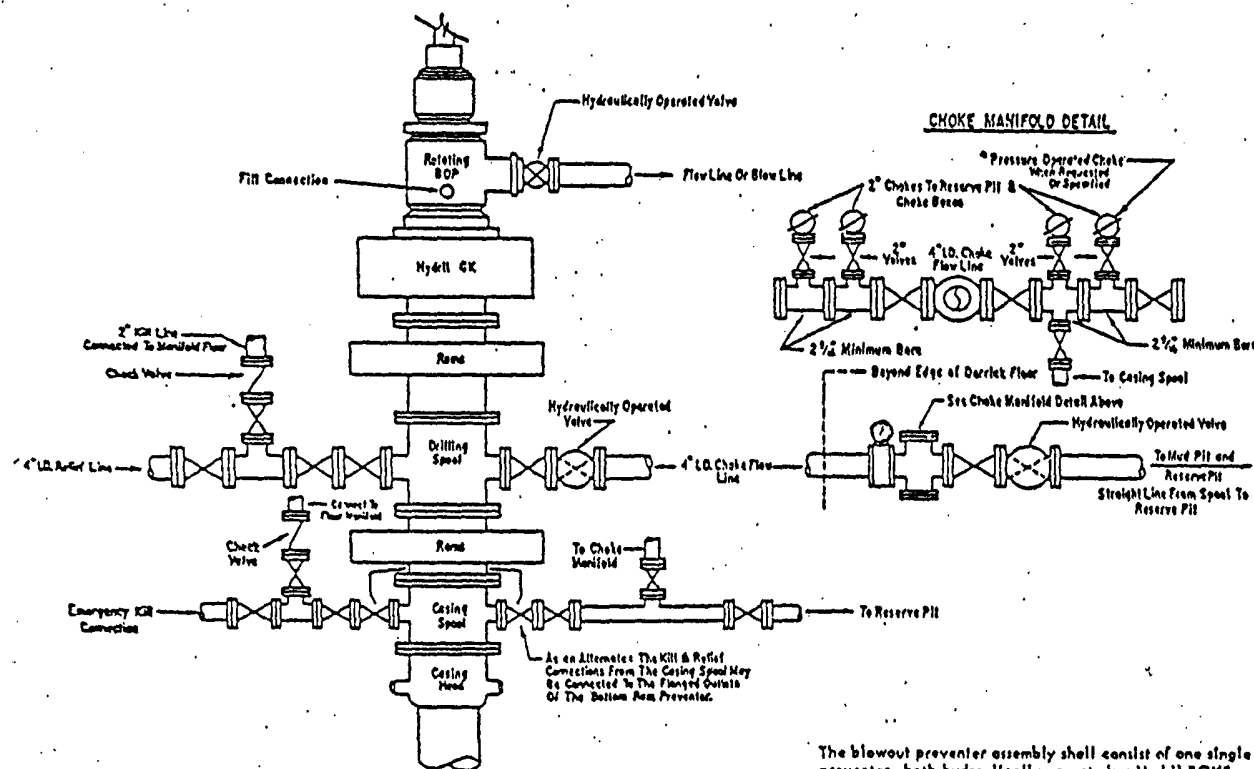 Hydraulically Operated Valve
CHOKE MANIFOLD DETAIL
Rotating
BOP
Fill Connection
Flow Line Or Blow Line
Pressure Operated Choke
When Requested
Or Specified
2" Chokes To Reserve Pit &
Choke Boxes
Hydril GK
2"
Valves
4" I.D. Choke
Flow Line
2"
Valves
2" Kill Line
Connected To Manifold Floor
Check Valve
Rams
2 9/16" Minimum Bore
2 9/16" Minimum Bore
Beyond Edge of Derrick Floor
To Casing Spool
See Choke Manifold Detail Above
Hydraulically Operated
Valve
Hydraulically Operated Valve
4" I.D. Relief Line
Drilling
Spool
4" I.D. Choke Flow
Line
To Mud Pit and
Reserve Pit
Straight Line From Spool To
Reserve Pit
Connect To
Floor Manifold
Check
Valve
Rams
To Choke
Manifold
Emergency Kill
Connection
Casing
Spool
To Reserve Pit
As an Alternate The Kill & Relief
Connections From The Casing Spool May
Be Connected To The Flanged Outlets
Of The Bottom Ram Preventer.
Casing
Head
The blowout preventer assembly shall consist of one single